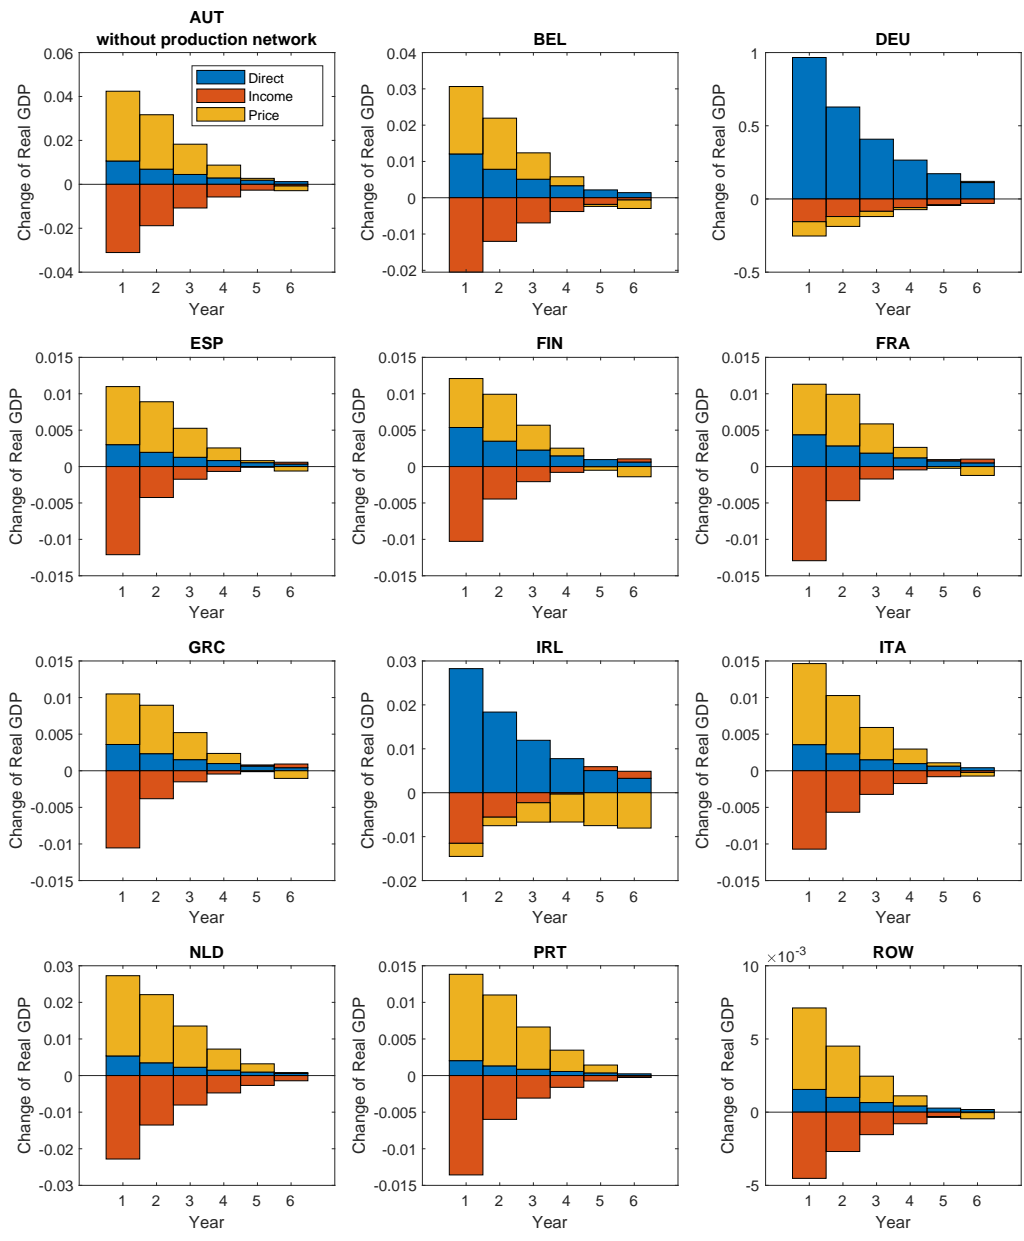 AUT
without production network
0.06
0.04
0.02
0
-0.02
-0.04
Change of Real GDP
Direct
Income
Price
1 2 3 4 5 6
Year
BEL
0.04
0.03
0.02
0.01
0
-0.01
-0.02
Change of Real GDP
1 2 3 4 5 6
Year
DEU
1
0.5
0
-0.5
Change of Real GDP
1 2 3 4 5 6
Year
ESP
0.015
0.01
0.005
0
-0.005
-0.01
-0.015
Change of Real GDP
1 2 3 4 5 6
Year
FIN
0.015
0.01
0.005
0
-0.005
-0.01
-0.015
Change of Real GDP
1 2 3 4 5 6
Year
FRA
0.015
0.01
0.005
0
-0.005
-0.01
-0.015
Change of Real GDP
1 2 3 4 5 6
Year
GRC
0.015
0.01
0.005
0
-0.005
-0.01
-0.015
Change of Real GDP
1 2 3 4 5 6
Year
IRL
0.03
0.02
0.01
0
-0.01
-0.02
Change of Real GDP
1 2 3 4 5 6
Year
ITA
0.015
0.01
0.005
0
-0.005
-0.01
-0.015
Change of Real GDP
1 2 3 4 5 6
Year
NLD
0.03
0.02
0.01
0
-0.01
-0.02
-0.03
Change of Real GDP
1 2 3 4 5 6
Year
PRT
0.015
0.01
0.005
0
-0.005
-0.01
-0.015
Change of Real GDP
1 2 3 4 5 6
Year
ROW
×10⁻³
10
5
0
-5
Change of Real GDP
1 2 3 4 5 6
Year